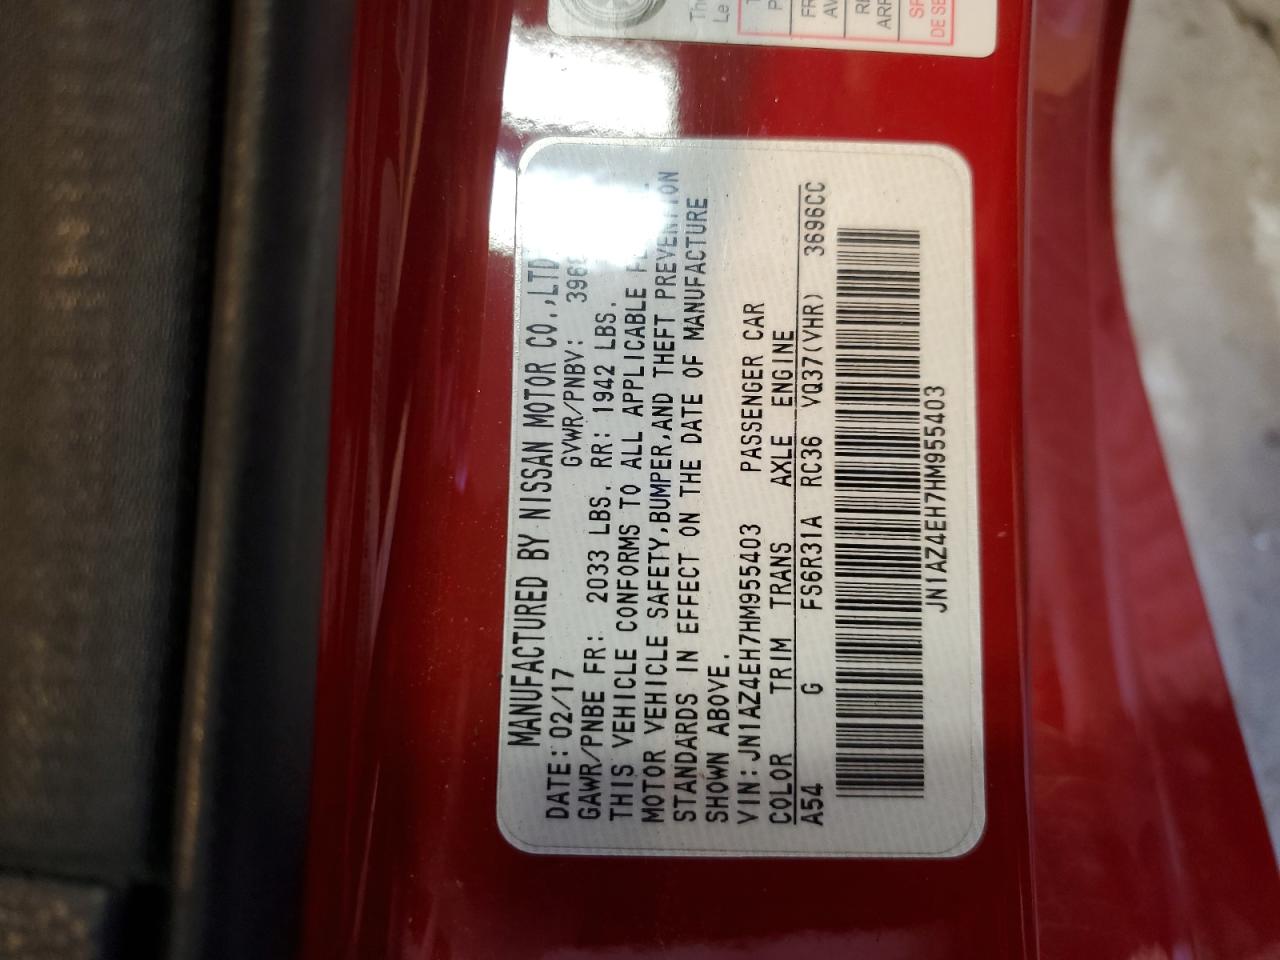 MANUFACTURED BY NISSAN MOTOR CO.,LTD
DATE: 02/17 GVWR/PNBV:
GAWR/PNBE FR: 2033 LBS. RR: 1942 LBS.
THIS VEHICLE CONFORMS TO ALL APPLICABLE
MOTOR VEHICLE SAFETY,BUMPER,AND THEFT PREVENTION
STANDARDS IN EFFECT ON THE DATE OF MANUFACTURE
SHOWN ABOVE.
VIN: JN1AZ4EH7HM955403 PASSENGER CAR
COLOR TRIM TRANS AXLE ENGINE
A54 G FS6R31A RC36 VQ37(VHR) 3696CC
JN1AZ4EH7HM955403
Le